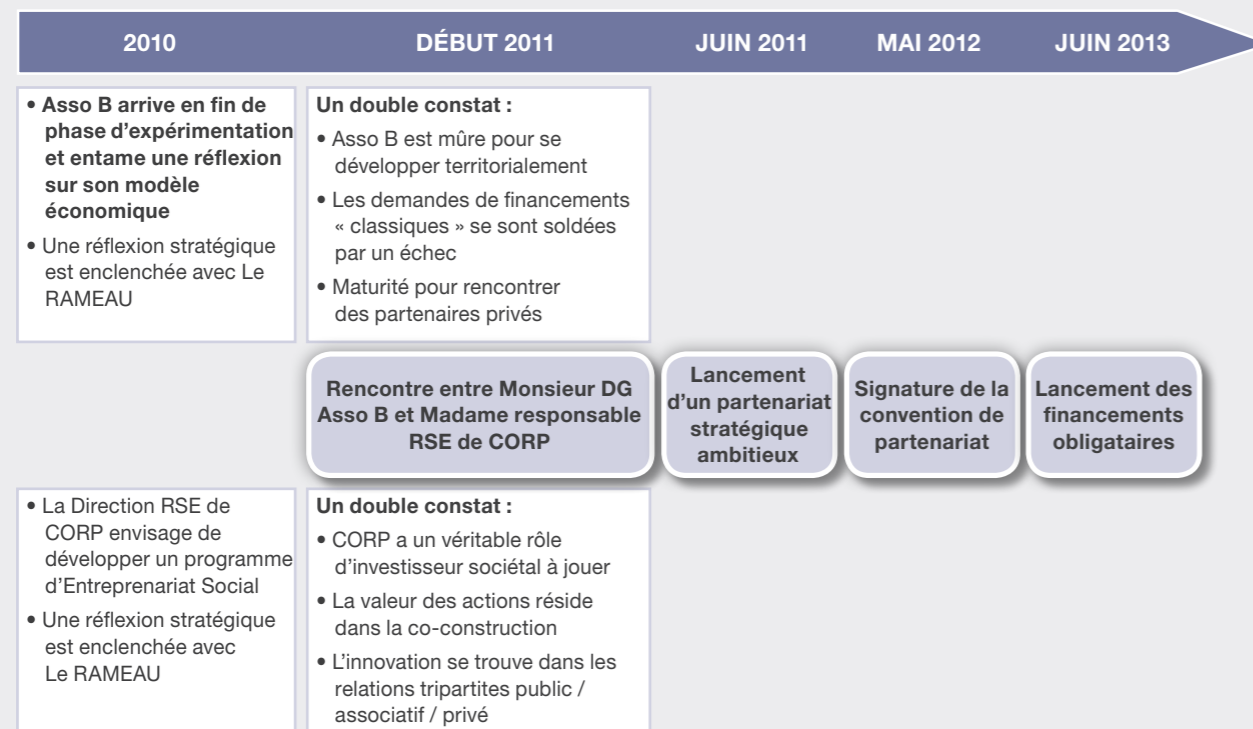 2010
DÉBUT 2011
JUIN 2011
MAI 2012
JUIN 2013
• Asso B arrive en fin de
phase d’expérimentation
et entame une réflexion
sur son modèle
économique
• Une réflexion stratégique
est enclenchée avec Le
RAMEAU
Un double constat :
• Asso B est mûre pour se
développer territorialement
• Les demandes de financements
« classiques » se sont soldées
par un échec
• Maturité pour rencontrer
des partenaires privés
Rencontre entre Monsieur DG
Asso B et Madame responsable
RSE de CORP
Lancement
d’un partenariat
stratégique
ambitieux
Signature de la
convention de
partenariat
Lancement des
financements
obligataires
• La Direction RSE de
CORP envisage de
développer un programme
d’Entreprenariat Social
• Une réflexion stratégique
est enclenchée avec
Le RAMEAU
Un double constat :
• CORP a un véritable rôle
d’investisseur sociétal à jouer
• La valeur des actions réside
dans la co-construction
• L’innovation se trouve dans les
relations tripartites public /
associatif / privé